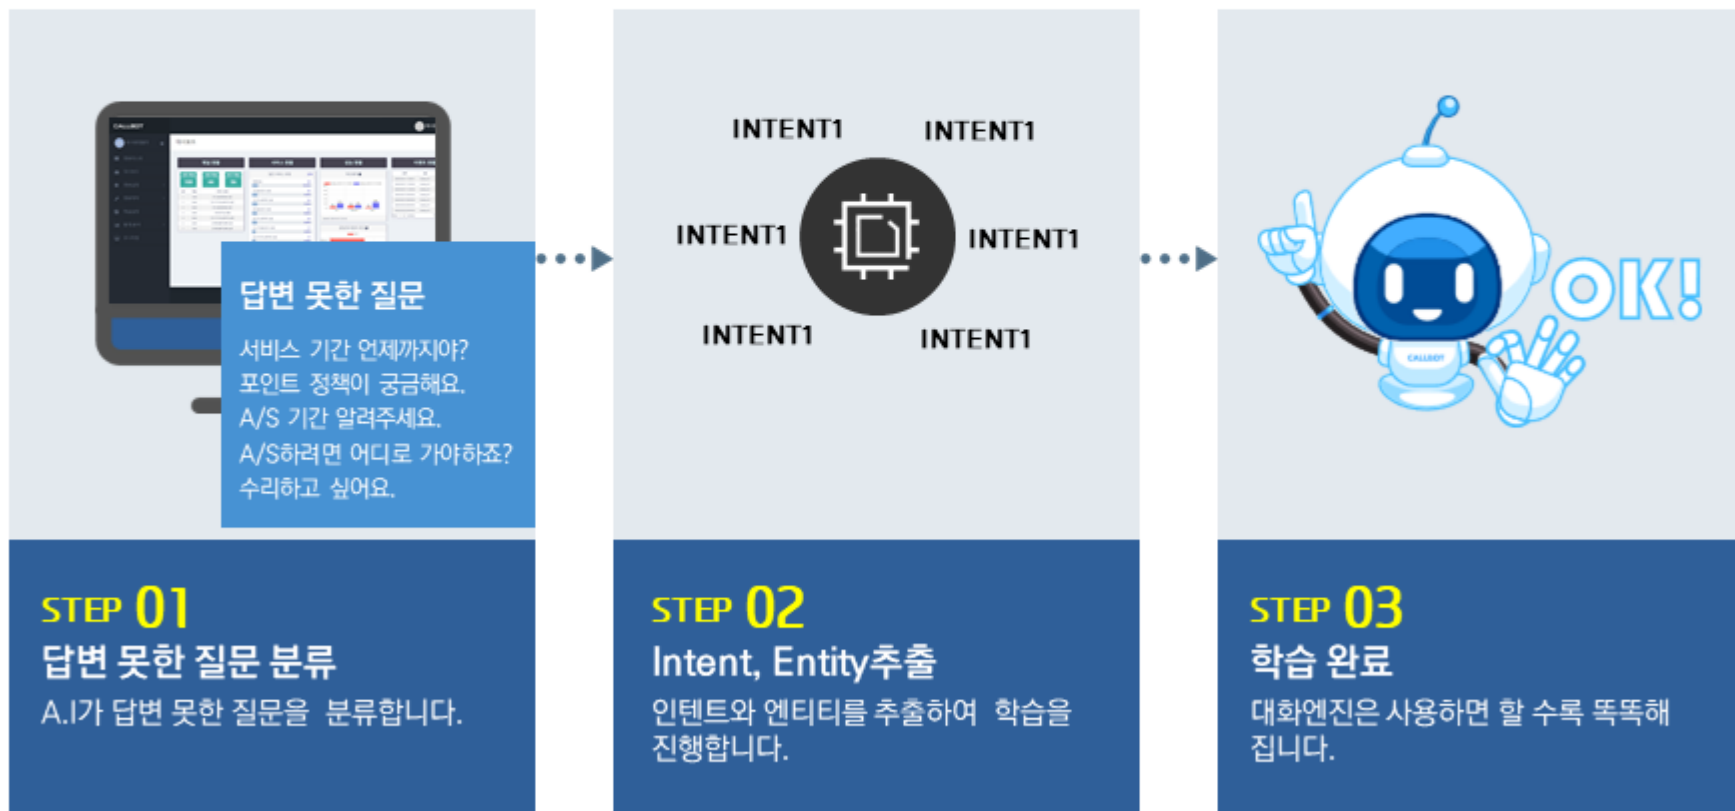 CALLBOT
답변 못한 질문
서비스 기간 언제까지야?
포인트 정책이 궁금해요.
A/S 기간 알려주세요.
A/S하려면 어디로 가야하죠?
수리하고 싶어요.
STEP 01
답변 못한 질문 분류
A.I가 답변 못한 질문을 분류합니다.
INTENT1
INTENT1
INTENT1
INTENT1
INTENT1
INTENT1
STEP 02
Intent, Entity추출
인텐트와 엔티티를 추출하여 학습을
진행합니다.
OK!
CALLBOT
STEP 03
학습 완료
대화엔진은 사용하면 할 수록 똑똑해
집니다.